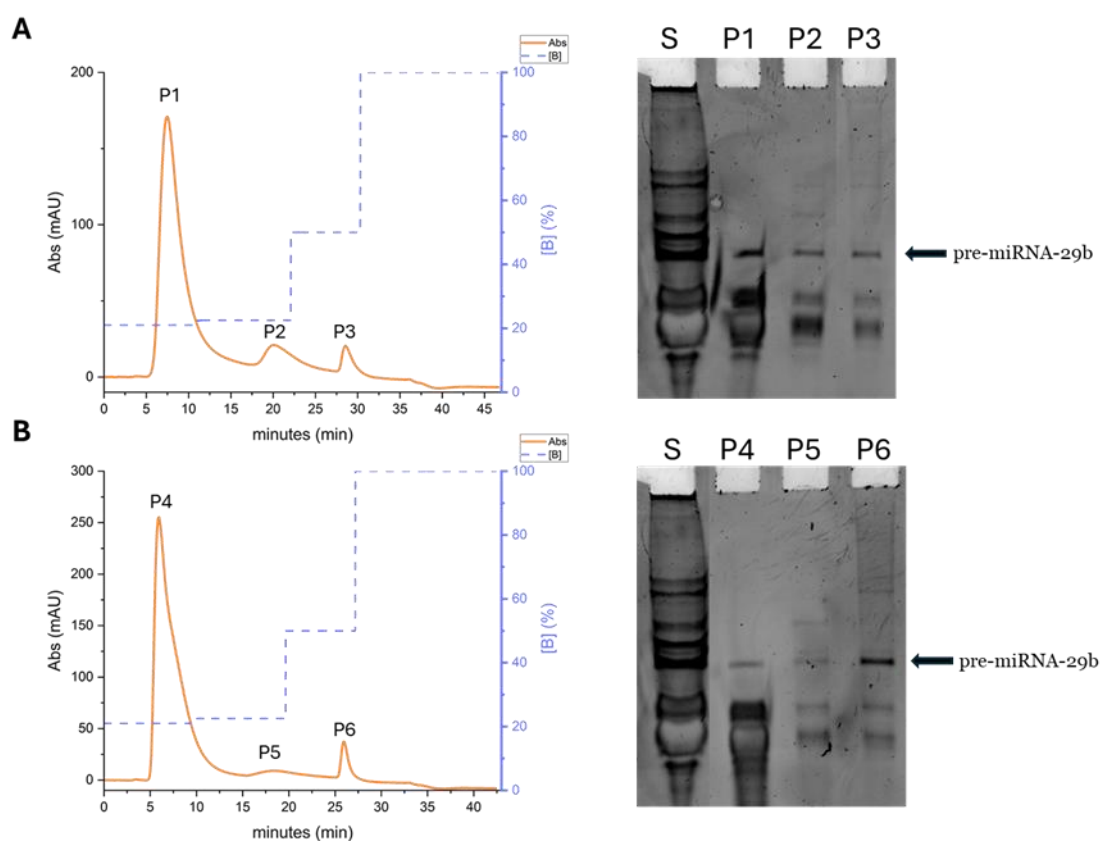 A
Abs
[B]
P1
P2
P3
200
100
0
Abs (mAU)
100
80
60
40
20
0
[B] (%)
0 5 10 15 20 25 30 35 40 45
minutes (min)
S P1 P2 P3
pre-miRNA-29b
B
Abs
[B]
P4
P5
P6
300
250
200
150
100
50
0
Abs (mAU)
100
80
60
40
20
0
[B] (%)
0 5 10 15 20 25 30 35 40
minutes (min)
S P4 P5 P6
pre-miRNA-29b